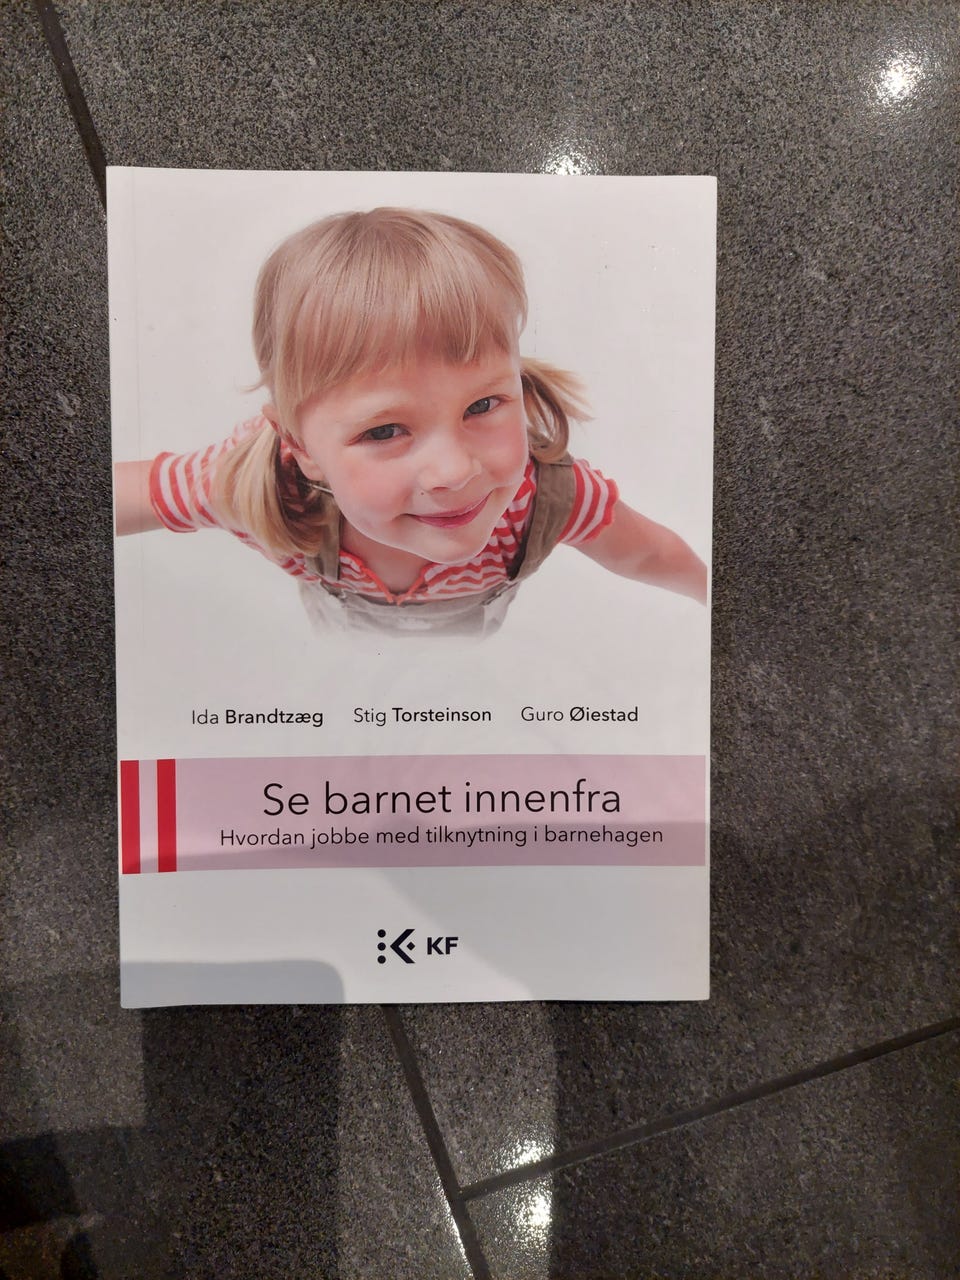 Ida Brandtzæg Stig Torsteinson Guro Øiestad
Se barnet innenfra
Hvordan jobbe med tilknytning i barnehagen
KF